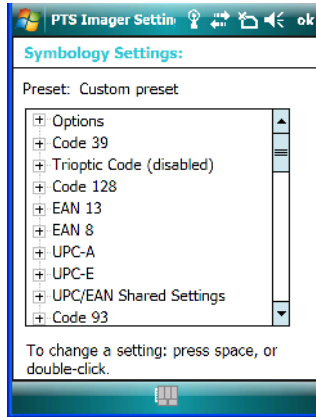 PTS Imager Settin ok
Symbology Settings:
Preset: Custom preset
Options
Code 39
Trioptic Code (disabled)
Code 128
EAN 13
EAN 8
UPC-A
UPC-E
UPC/EAN Shared Settings
Code 93
To change a setting: press space, or
double-click.